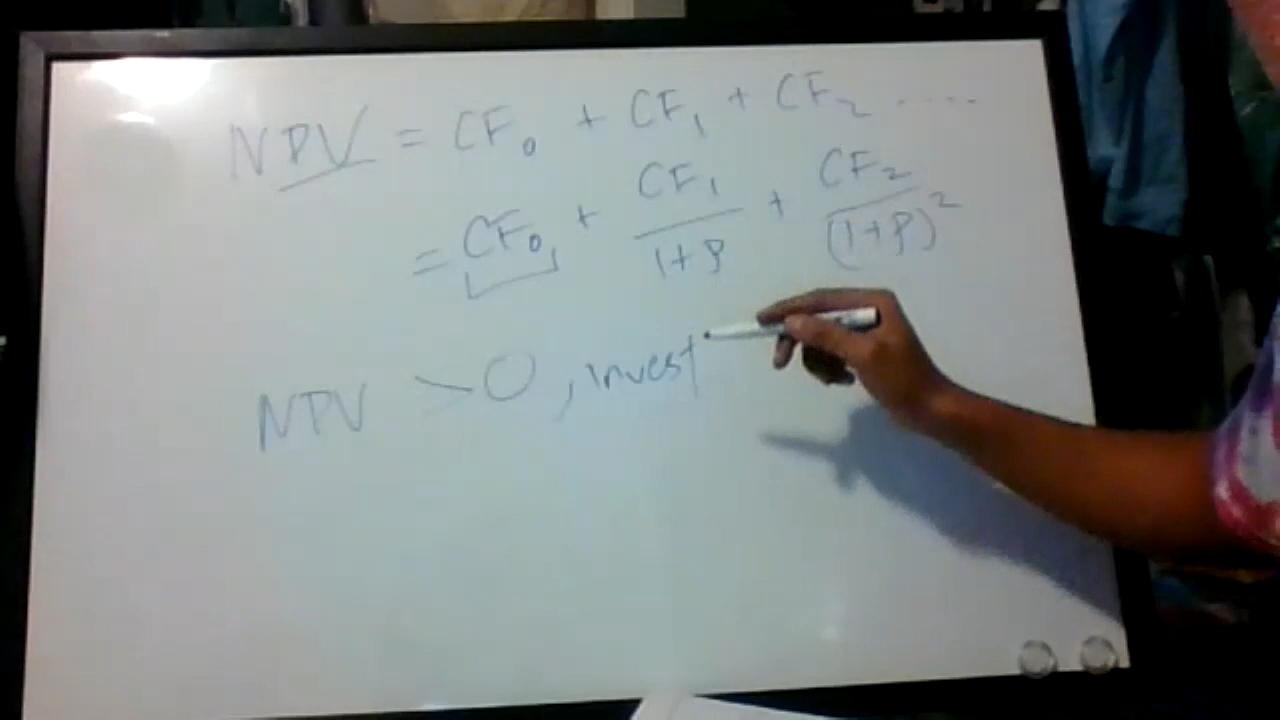 NPV = CF₀ + CF₁ + CF₂ .....
= CF₀ + CF₁/(1+ρ) + CF₂/(1+ρ)²
NPV > 0, invest